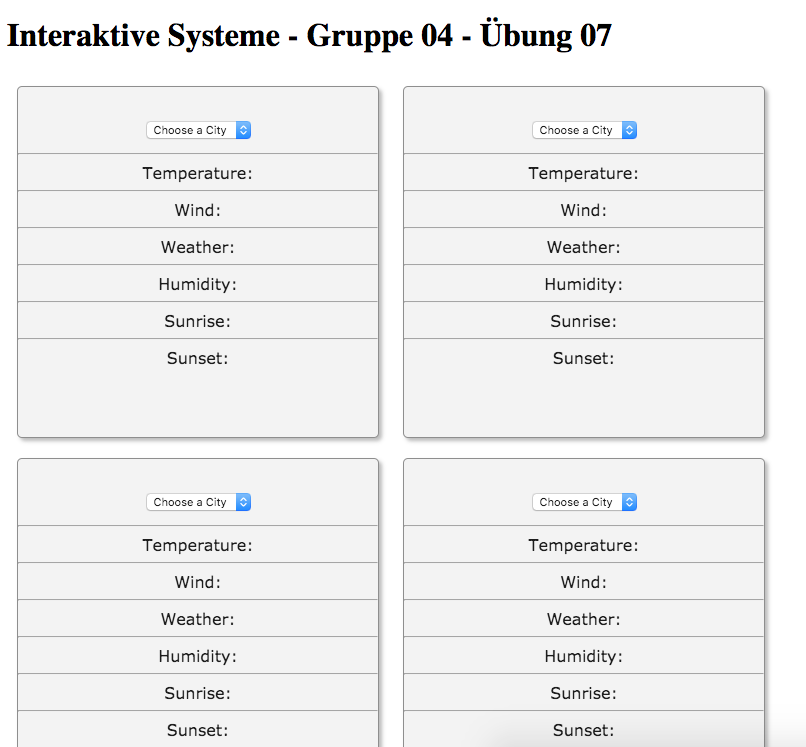 Interaktive Systeme - Gruppe 04 - Übung 07
Choose a City
Temperature:
Wind:
Weather:
Humidity:
Sunrise:
Sunset:
Choose a City
Temperature:
Wind:
Weather:
Humidity:
Sunrise:
Sunset:
Choose a City
Temperature:
Wind:
Weather:
Humidity:
Sunrise:
Sunset:
Choose a City
Temperature:
Wind:
Weather:
Humidity:
Sunrise:
Sunset: